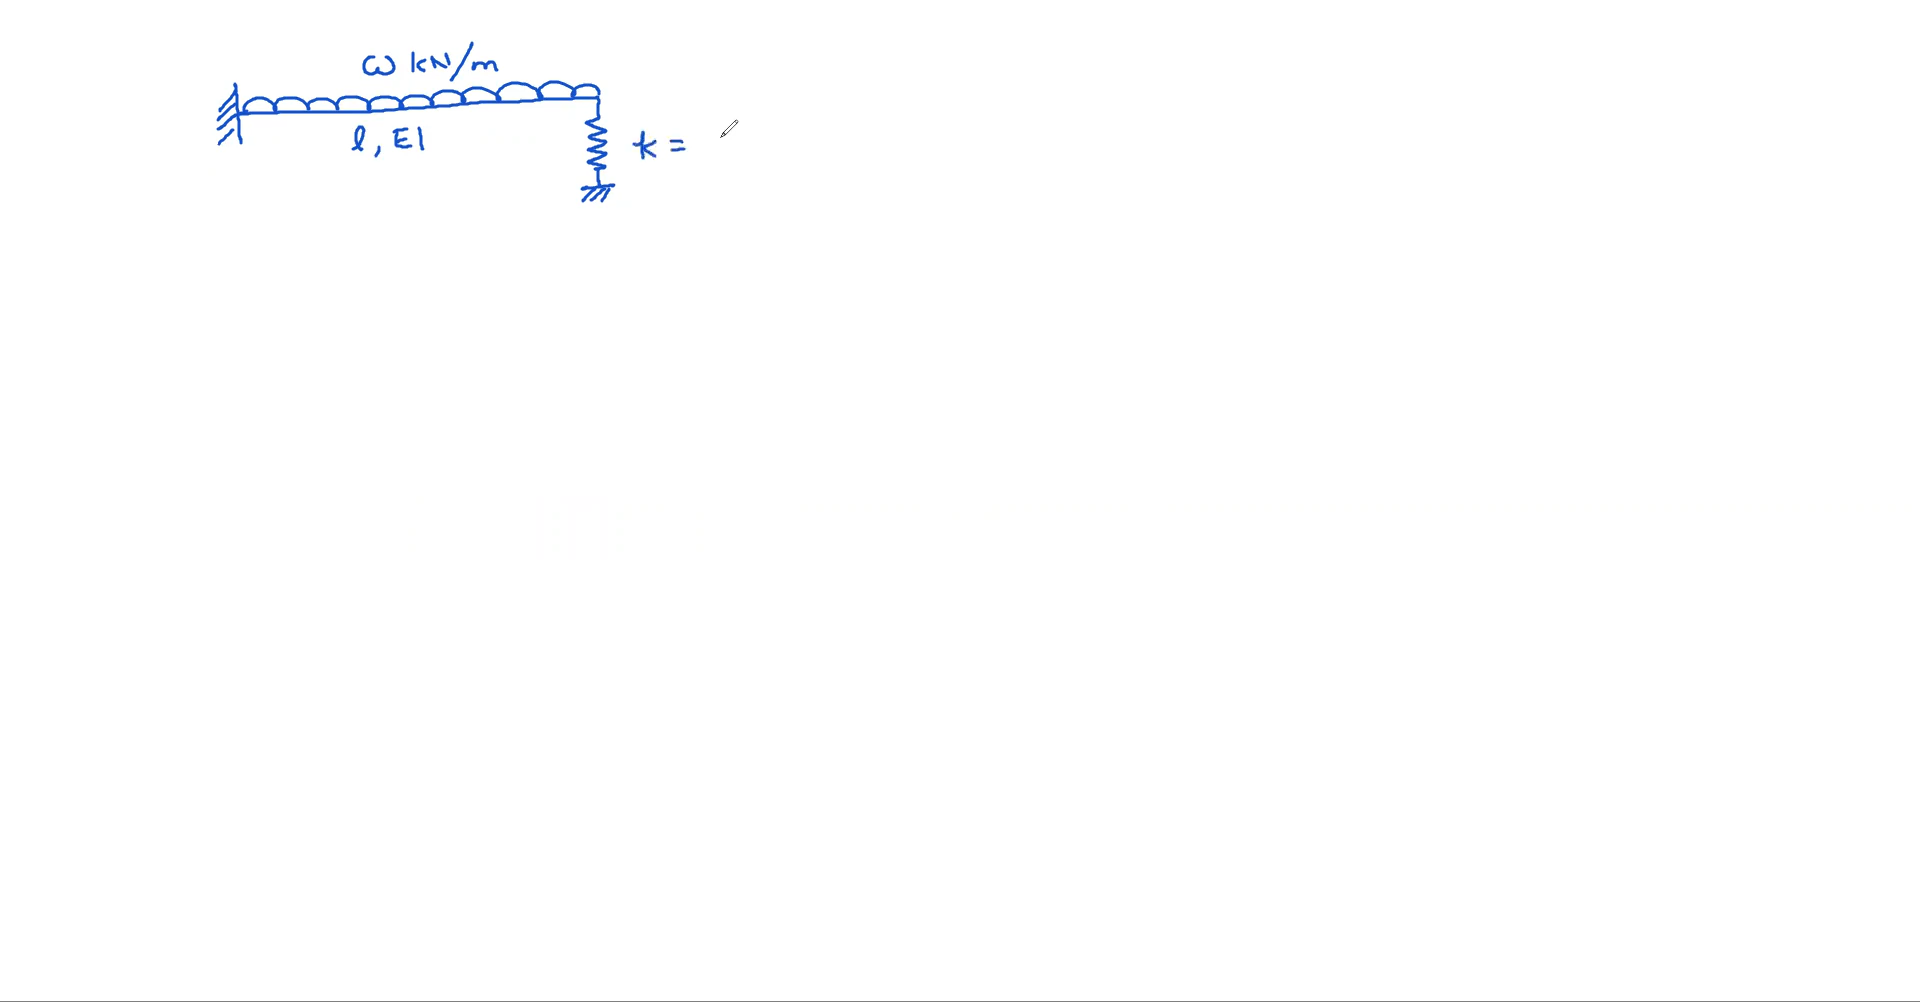 ω kN/m
l, EI
k =